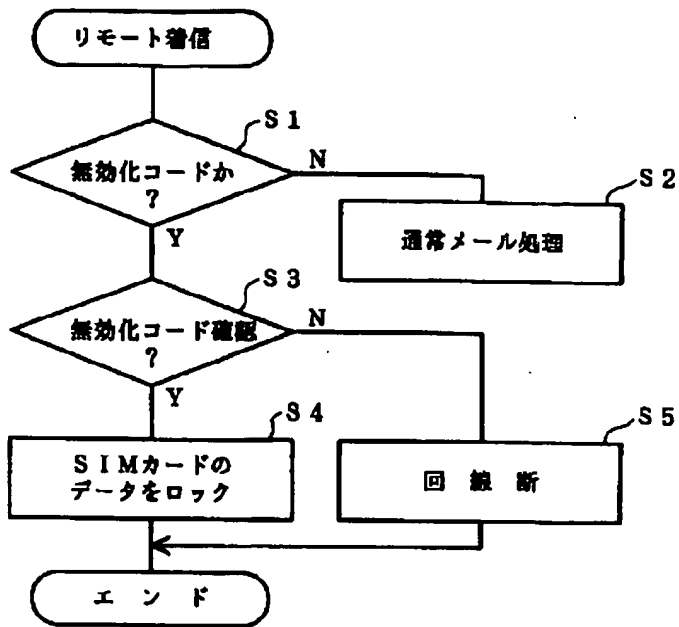 リモート着信
S1
無効化コードか
?
N
S2
通常メール処理
Y
S3
無効化コード確認
?
N
Y
S4
SIMカードの
データをロック
S5
回線断
エンド